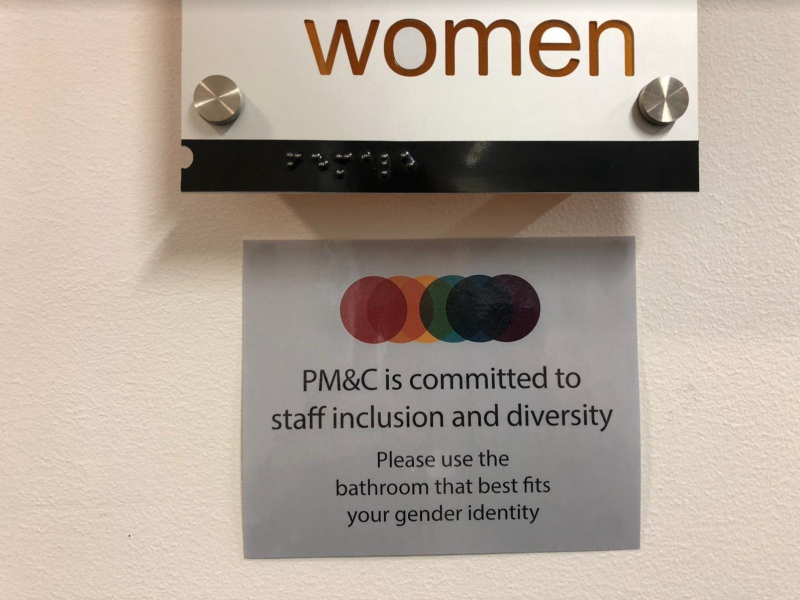 women
PM&C is committed to
staff inclusion and diversity
Please use the
bathroom that best fits
your gender identity